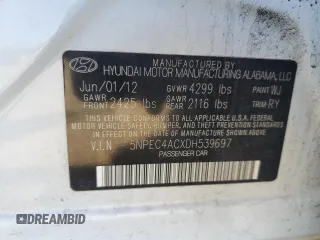 MANUFACTURED BY
HYUNDAI MOTOR MANUFACTURING ALABAMA, LLC
Jun/01/12 GVWR 4299 lbs PAINT WJ
GAWR FRONT 2425 lbs GAWR REAR 2116 lbs TRIM RY
THIS VEHICLE CONFORMS TO ALL APPLICABLE FEDERAL
MOTOR VEHICLE SAFETY, BUMPER, AND THEFT PREVENTION
STANDARDS IN EFFECT ON THE DATE OF MANUFACTURE
SHOWN ABOVE.
V.I.N 5NPEC4ACXDH539697
PASSENGER CAR
© DREAMBID
DREAMBID.COM